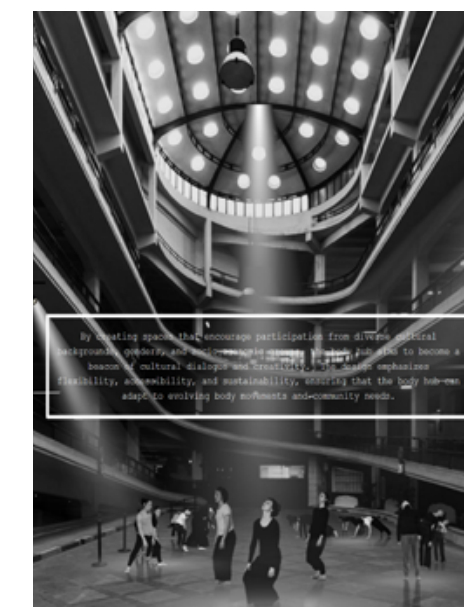 By creating spaces that encourage participation from diverse cultural
backgrounds, genders, and socio-economic the hub aims to become a
beacon of cultural dialogue and creativity. design emphasizes
flexibility, accessibility, and sustainability, ensuring that the body hub can
adapt to evolving body movements and community needs.